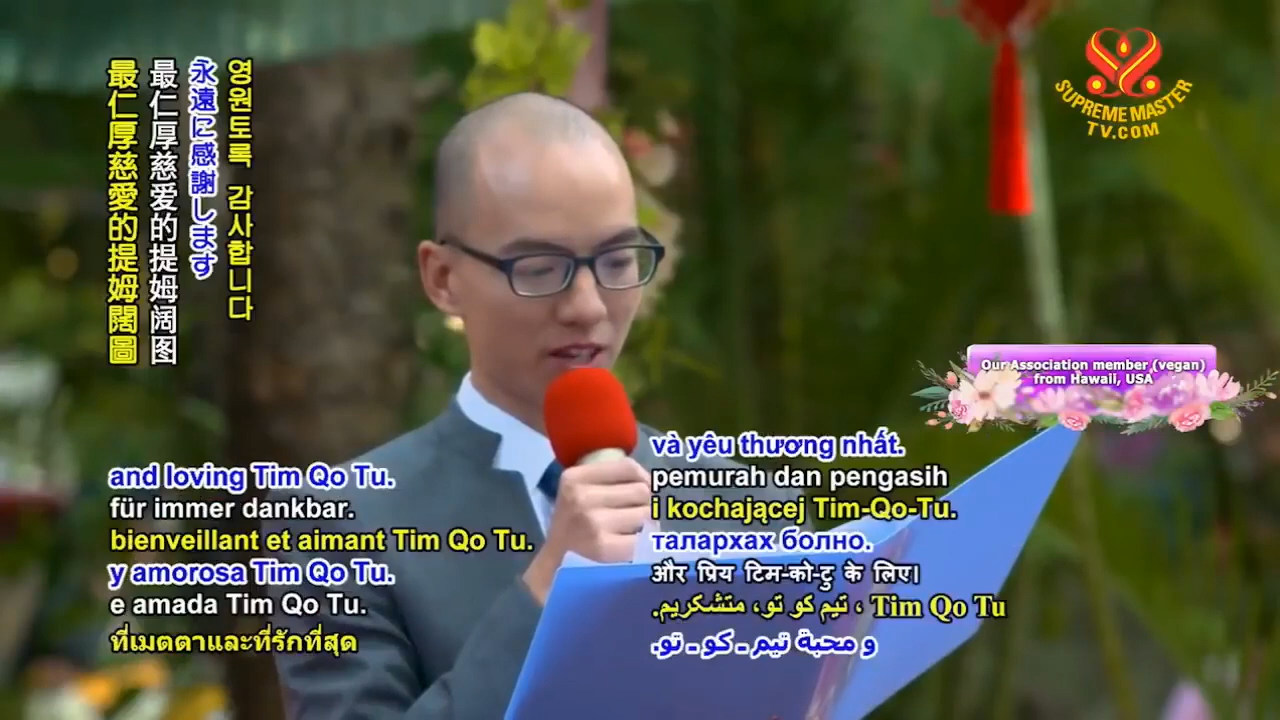 영원토록 감사합니다
永遠に感謝します
最仁厚慈爱的提姆阔图
最仁厚慈愛的提姆闊圖
SUPREME MASTER
TV.COM
Our Association member (vegan)
from Hawaii, USA
and loving Tim Qo Tu.
für immer dankbar.
bienveillant et aimant Tim Qo Tu.
y amorosa Tim Qo Tu.
e amada Tim Qo Tu.
ที่เมตตาและที่รักที่สุด
và yêu thương nhất.
pemurah dan pengasih
i kochającej Tim-Qo-Tu.
талархах болно.
और प्रिय टिम-को-टु के लिए।
Tim Qo Tu ، تیم کو تو، متشکریم.
و محبة تيم ـ كو ـ تو.